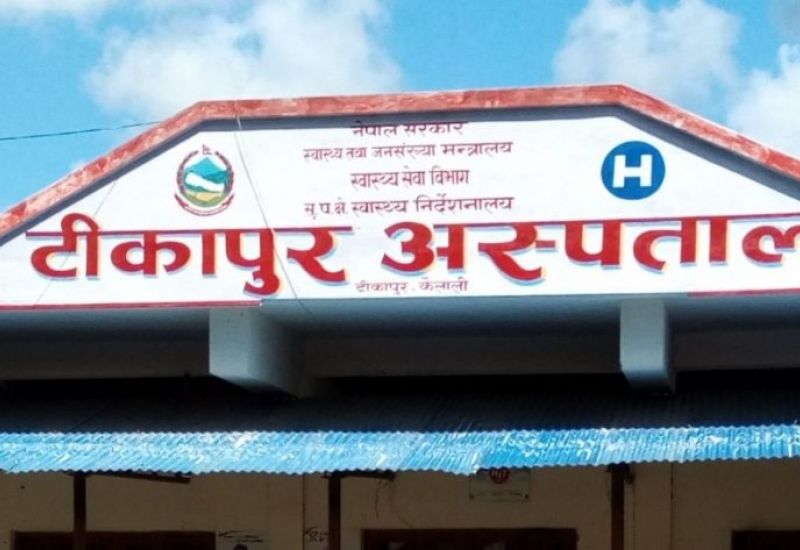 नेपाल सरकार
स्वास्थ्य तथा जनसंख्या मन्त्रालय
स्वास्थ्य सेवा विभाग
सु.प.क्षे.स्वास्थ्य निर्देशनालय
H
टीकापुर अस्पताल
टीकापुर, कैलाली